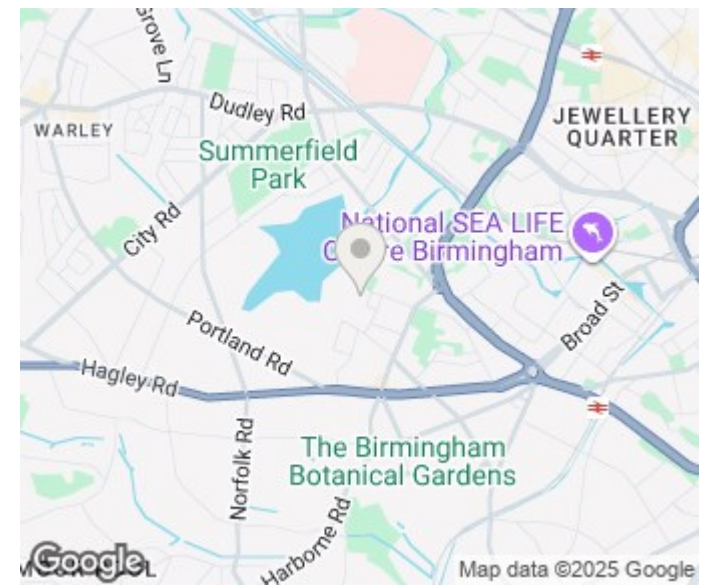 Grove Ln
Dudley Rd
JEWELLERY
QUARTER
WARLEY
Summerfield
Park
City Rd
National SEA LIFE
Birmingham
Broad St
Portland Rd
Hagley Rd
The Birmingham
Botanical Gardens
Norfolk Rd
Harborne Rd
Google
Map data ©2025 Google